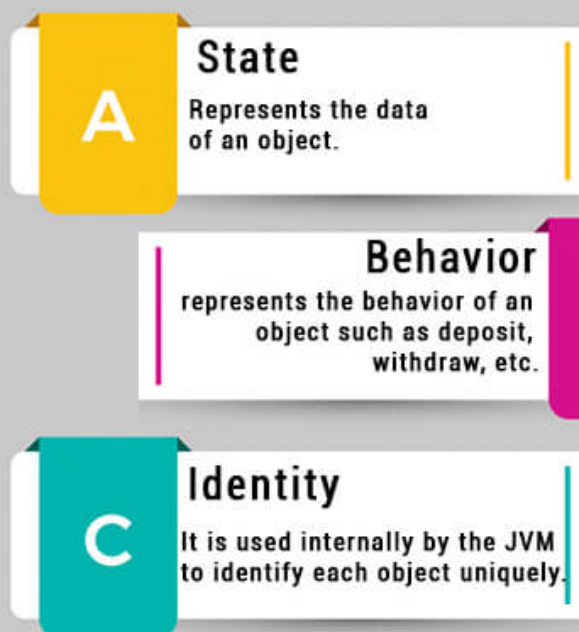 A
State
Represents the data
of an object.
Behavior
represents the behavior of an
object such as deposit,
withdraw, etc.
C
Identity
It is used internally by the JVM
to identify each object uniquely.